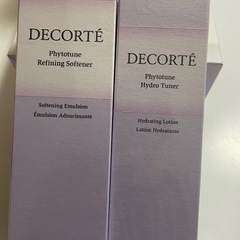 DECORTÉ
Phytotune
Refining Softener
Softening Emulsion
Émulsion Adoucissante
DECORTÉ
Phytotune
Hydro Tuner
Hydrating Lotion
Lotion Hydratante